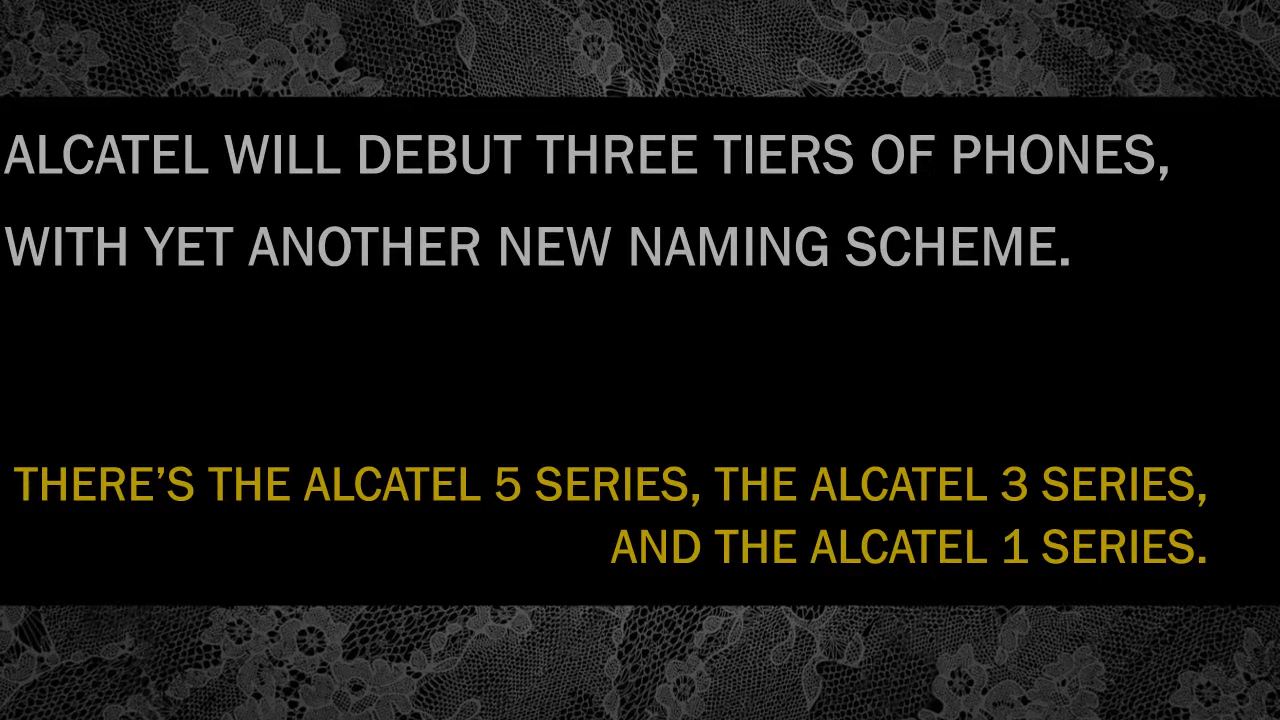 ALCATEL WILL DEBUT THREE TIERS OF PHONES,
WITH YET ANOTHER NEW NAMING SCHEME.
THERE’S THE ALCATEL 5 SERIES, THE ALCATEL 3 SERIES,
AND THE ALCATEL 1 SERIES.